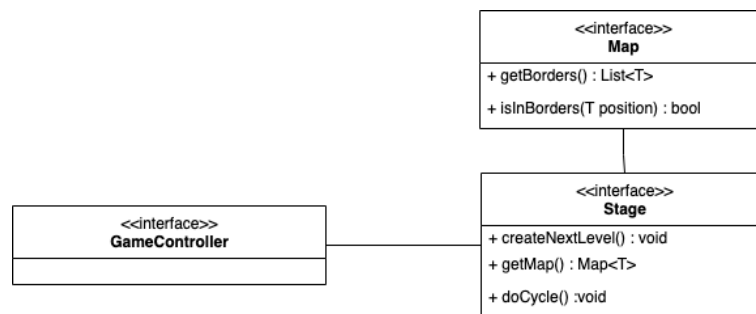 <<interface>>
Map
+ getBorders() : List<T>
+ isInBorders(T position) : bool
<<interface>>
GameController
<<interface>>
Stage
+ createNextLevel() : void
+ getMap() : Map<T>
+ doCycle() :void